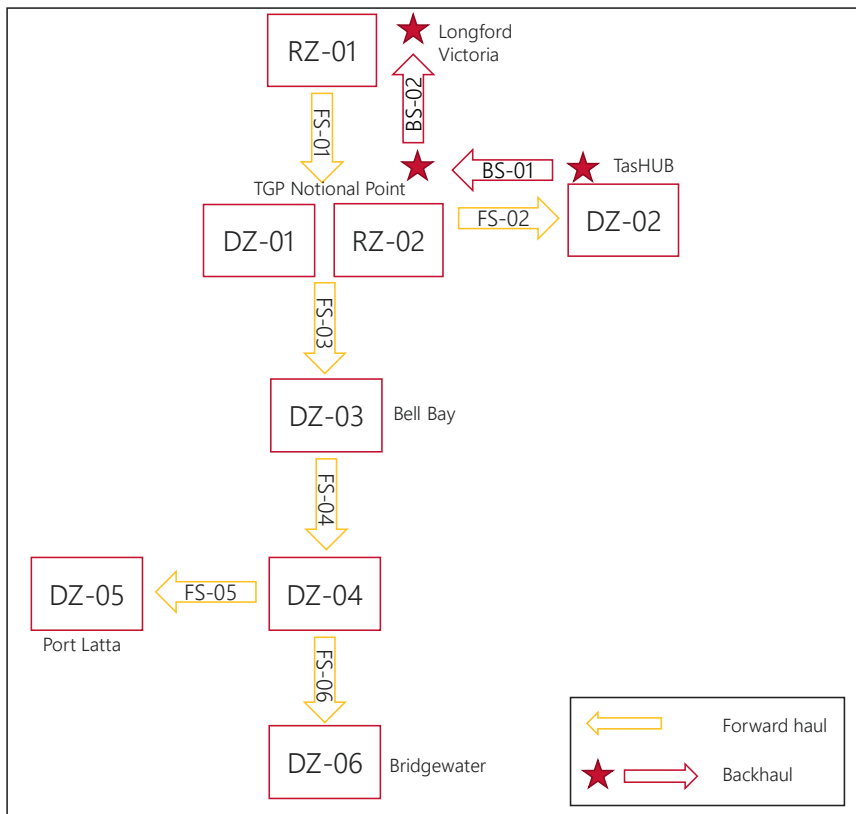 RZ-01
Longford
Victoria
BS-02
FS-01
BS-01
TasHUB
TGP Notional Point
DZ-01
RZ-02
FS-02
DZ-02
FS-03
DZ-03
Bell Bay
FS-04
DZ-05
FS-05
DZ-04
Port Latta
FS-06
DZ-06
Bridgewater
Forward haul
Backhaul